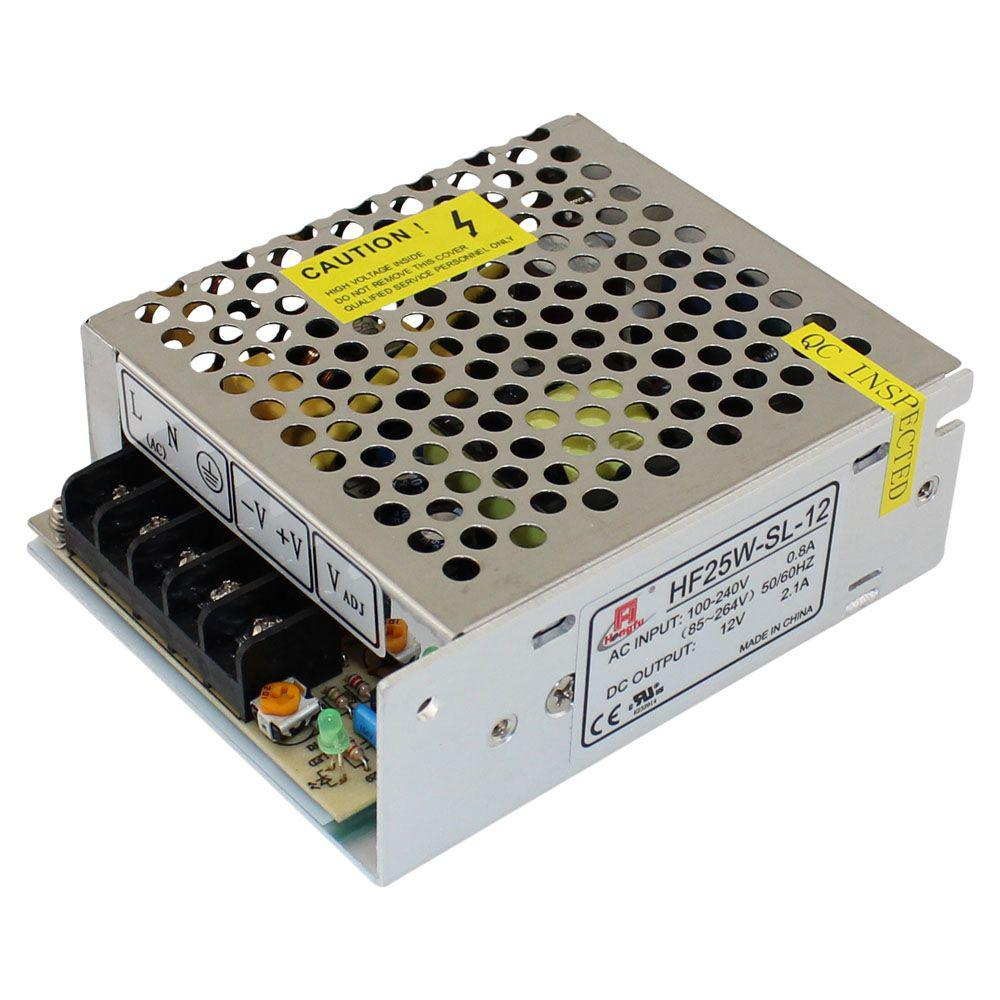 CAUTION !
HIGH VOLTAGE INSIDE
DO NOT REMOVE THIS COVER
QUALIFIED SERVICE PERSONNEL ONLY
QC INSPECTED
L N
(AC)
-V +V
V ADJ
HF25W-SL-12
Hongfu
AC INPUT: 100-240V 0.8A
(85~264V) 50/60HZ
DC OUTPUT: 12V 2.1A
MADE IN CHINA
CE